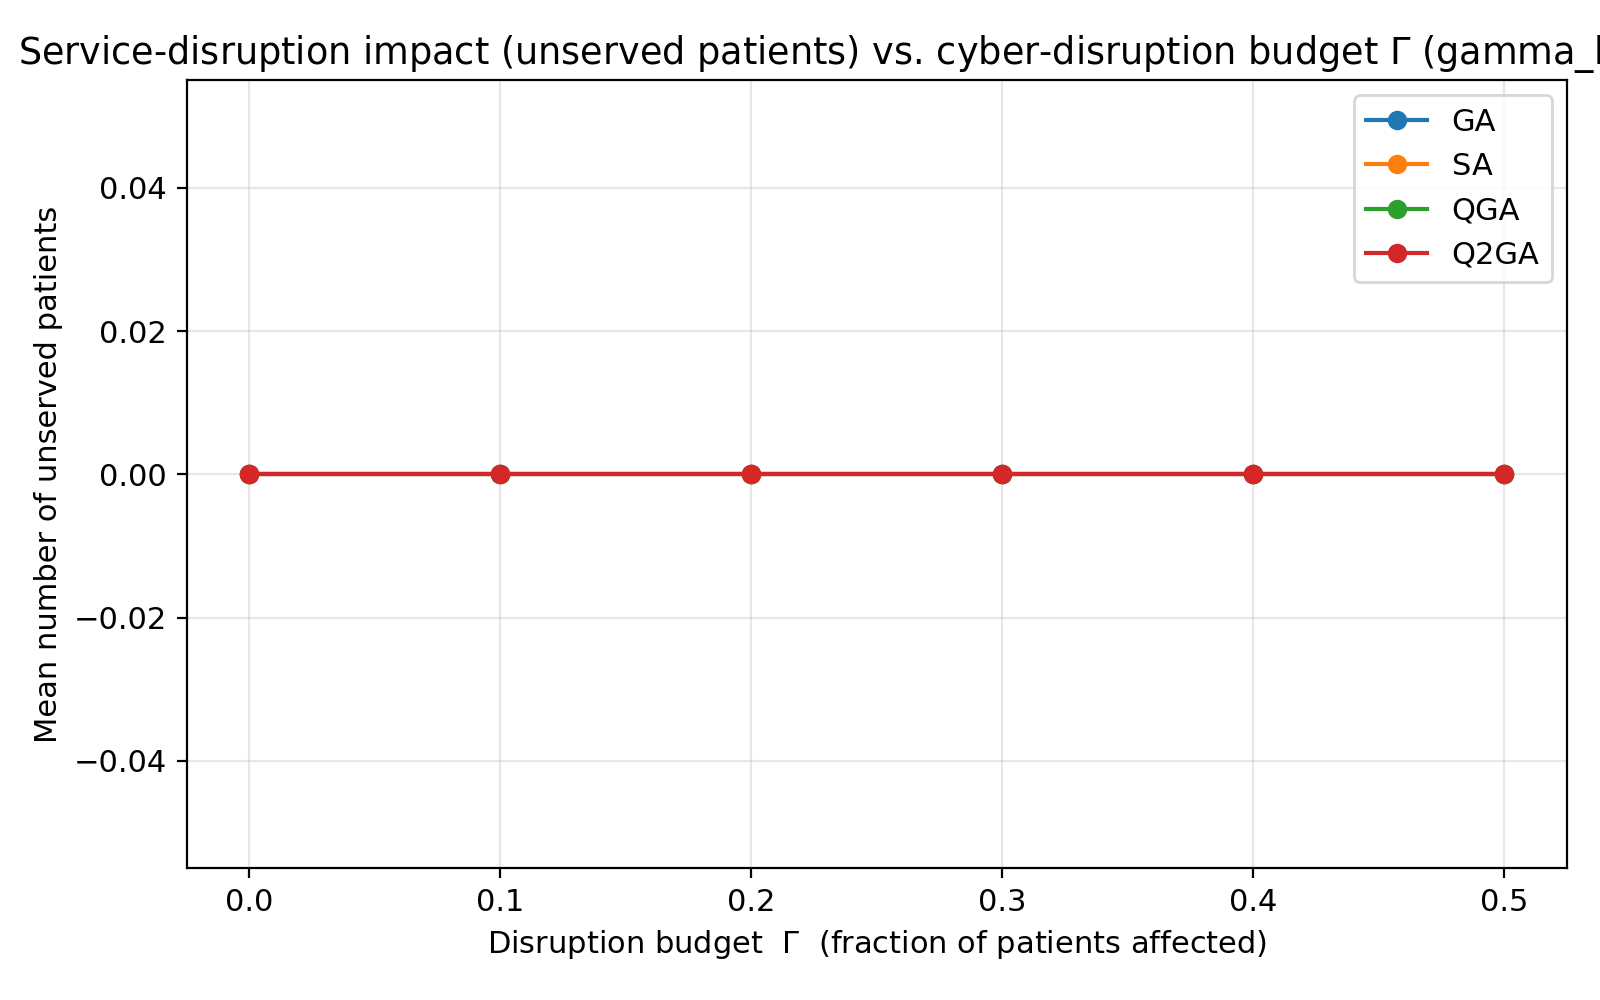 Service-disruption impact (unserved patients) vs. cyber-disruption budget Γ (gamma_
GA
SA
QGA
Q2GA
0.04
0.02
0.00
−0.02
−0.04
Mean number of unserved patients
0.0 0.1 0.2 0.3 0.4 0.5
Disruption budget Γ (fraction of patients affected)